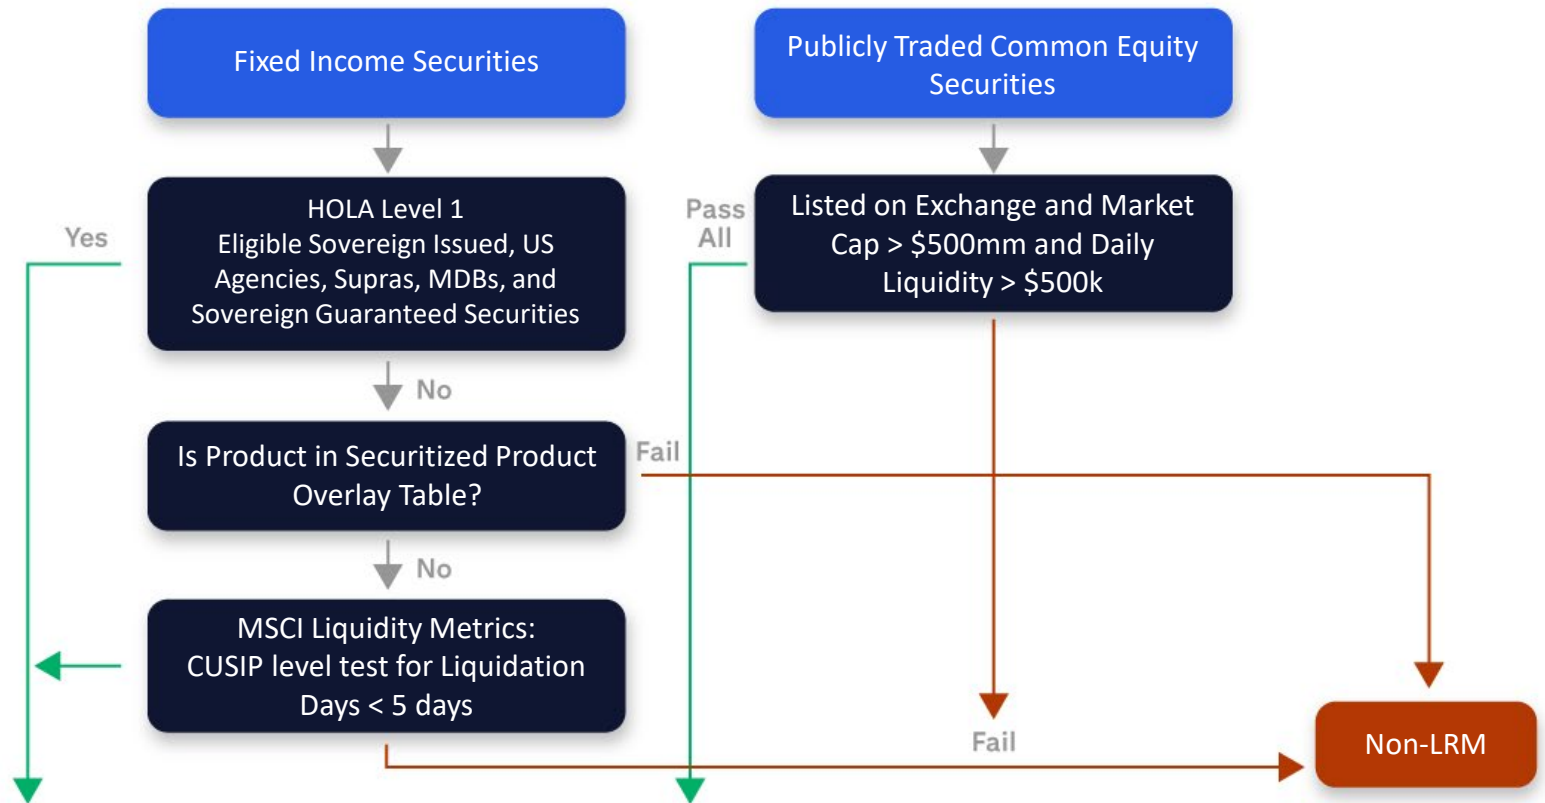 Fixed Income Securities
Publicly Traded Common Equity
Securities
HOLA Level 1
Eligible Sovereign Issued, US
Agencies, Supras, MDBs, and
Sovereign Guaranteed Securities
Yes
Pass
All
Listed on Exchange and Market
Cap > $500mm and Daily
Liquidity > $500k
No
Is Product in Securitized Product
Overlay Table?
Fail
No
MSCI Liquidity Metrics:
CUSIP level test for Liquidation
Days < 5 days
Fail
Non-LRM